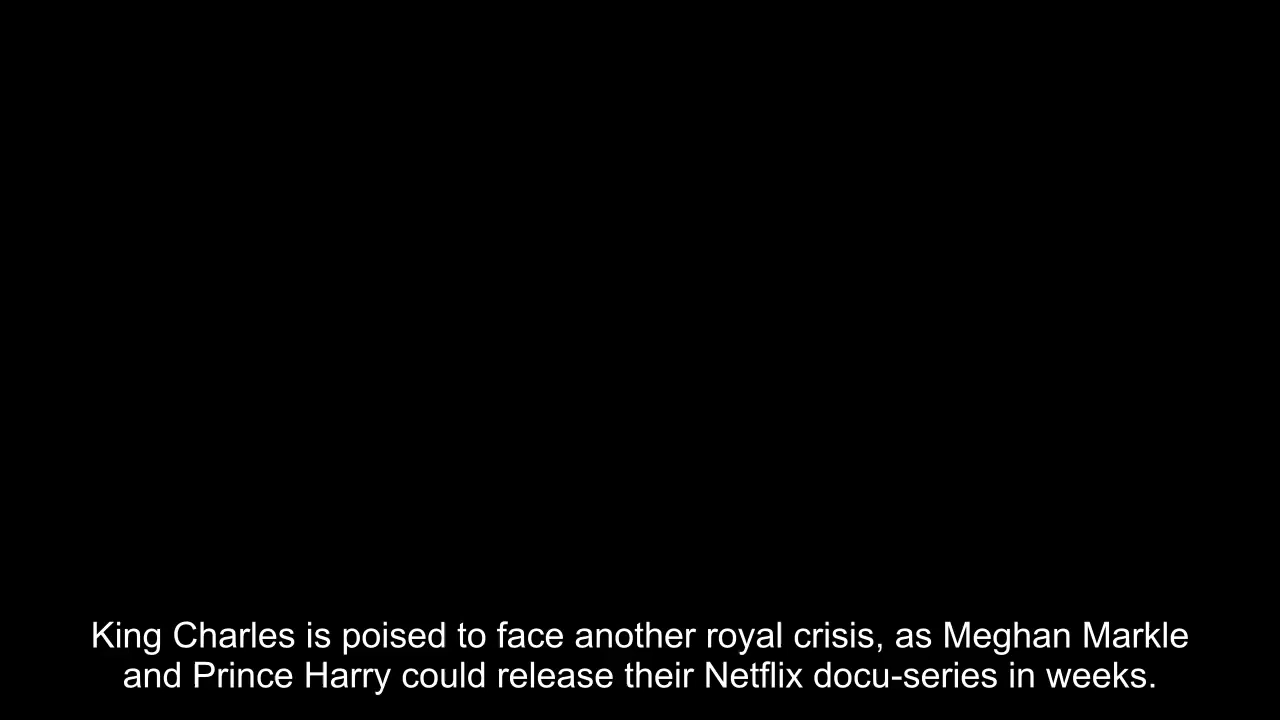 King Charles is poised to face another royal crisis, as Meghan Markle
and Prince Harry could release their Netflix docu-series in weeks.